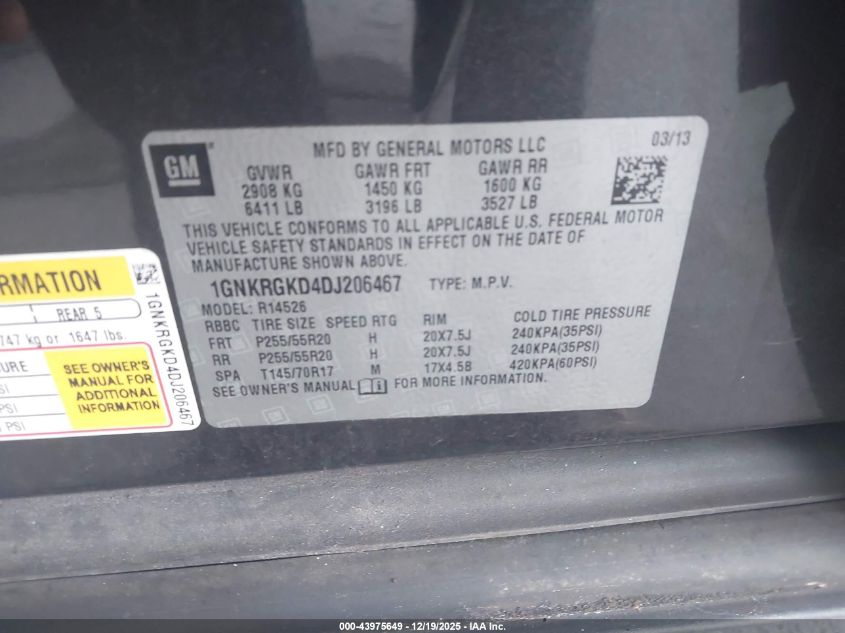 GM
MFD BY GENERAL MOTORS LLC
03/13
GVWR GAWR FRT GAWR RR
2908 KG 1450 KG 1600 KG
6411 LB 3196 LB 3527 LB
THIS VEHICLE CONFORMS TO ALL APPLICABLE U.S. FEDERAL MOTOR
VEHICLE SAFETY STANDARDS IN EFFECT ON THE DATE OF
MANUFACTURE SHOWN ABOVE.
1GNKRGKD4DJ206467 TYPE: M.P.V.
MODEL: R14526
RBBC TIRE SIZE SPEED RTG RIM COLD TIRE PRESSURE
FRT P255/55R20 H 20X7.5J 240KPA(35PSI)
RR P255/55R20 H 20X7.5J 240KPA(35PSI)
SPA T145/70R17 M 17X4.5B 420KPA(60PSI)
SEE OWNER'S MANUAL FOR MORE INFORMATION.
RMATION
REAR 5
747 kg or 1647 lbs.
URE
SEE OWNER'S
MANUAL FOR
ADDITIONAL
INFORMATION
SI
PSI
PSI
1GNKRGKD4DJ206467
000-43975649 - 12/19/2025 - IAA Inc.